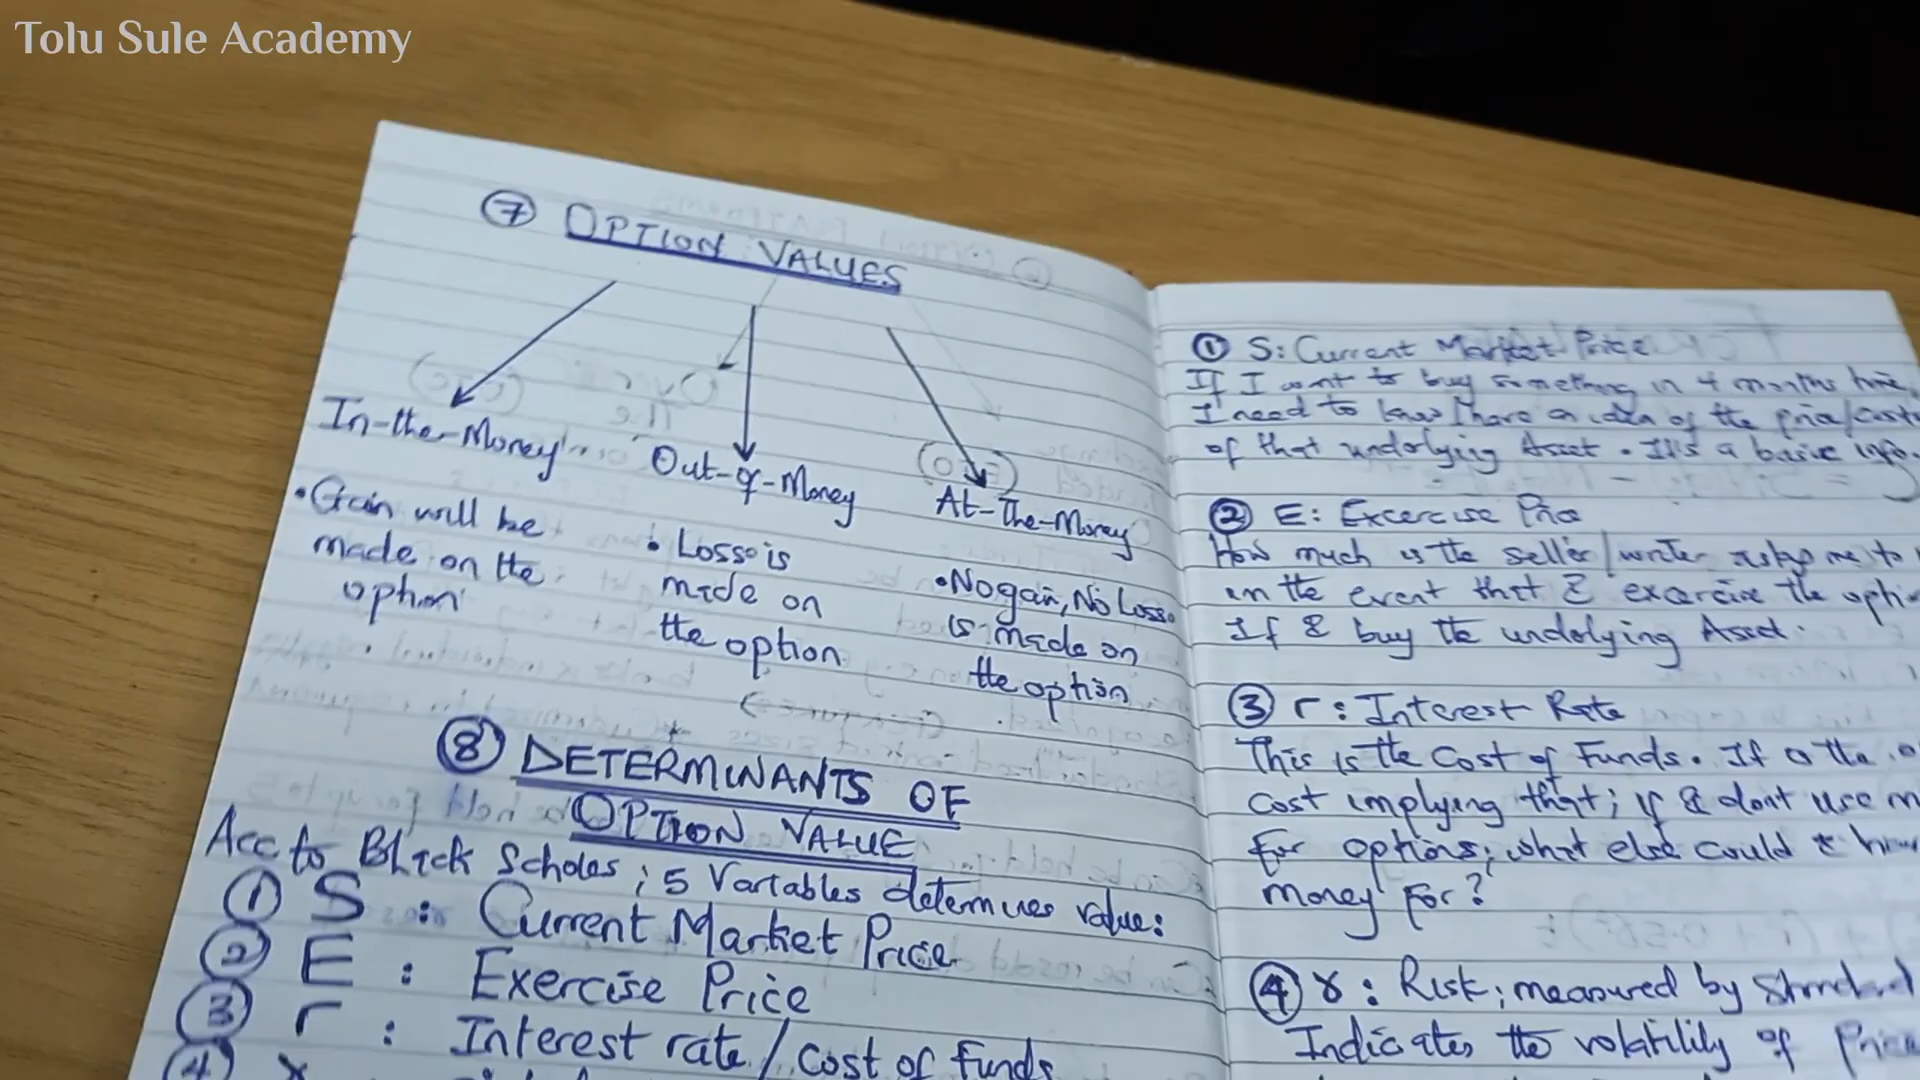 Tolu Sule Academy
⑦ OPTION VALUES
In-the-Money
• Gain will be
made on the
option
Out-of-Money
• Loss is
made on
the option
At-The-Money
• No gain, No Loss
is made on
the option
⑧ DETERMINANTS OF
OPTION VALUE
Acc to Black Scholes; 5 Variables determines value:
① S : Current Market Price
② E : Exercise Price
③ r : Interest rate / cost of Funds
④
① S: Current Market Price
If I want to buy something in 4 months time,
I need to know/have an idea of the price/cost
of that underlying Asset. It's a basic info.
② E: Excercise Price
How much is the seller/writer asking me to
in the event that I exercise the option
If I buy the underlying Asset.
③ r: Interest Rate
This is the Cost of Funds. If is the
cost implying that; if I dont use
for options; what else could I
money for?
④ γ: Risk; measured by Standard
Indicates the volatility of Price